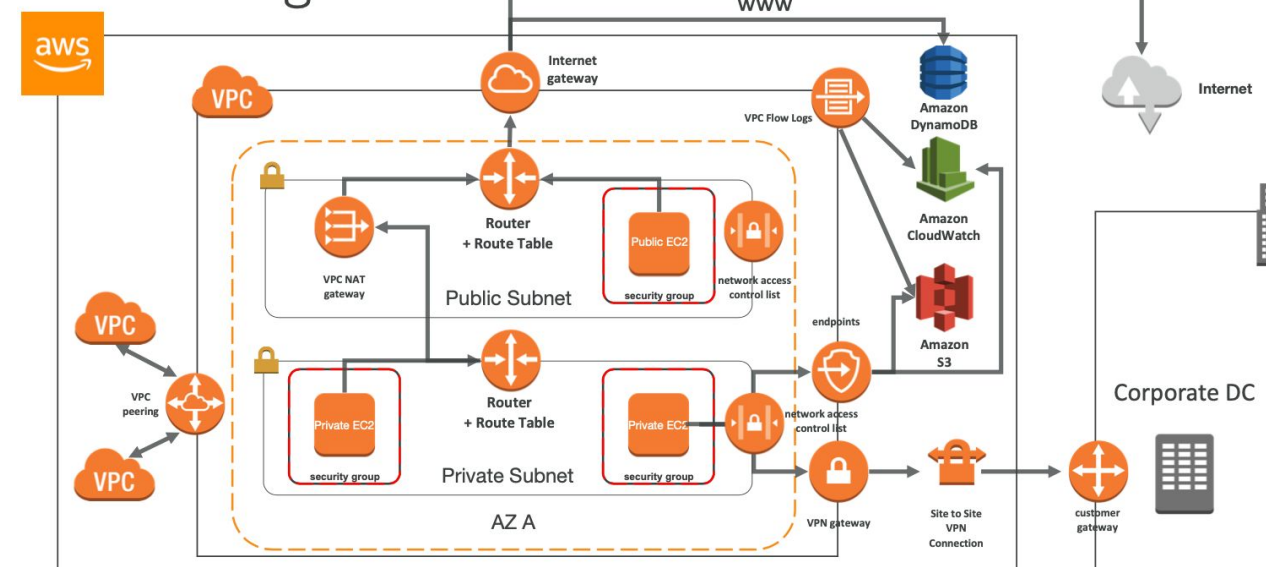 g
www
aws
Internet
gateway
VPC
VPC Flow Logs
Amazon
DynamoDB
Internet
Amazon
CloudWatch
Router
+ Route Table
Public EC2
security group
network access
control list
VPC NAT
gateway
Public Subnet
VPC
VPC
peering
VPC
endpoints
Amazon
S3
Router
+ Route Table
Private EC2
security group
Private EC2
security group
network access
control list
Private Subnet
AZ A
VPN gateway
Site to Site
VPN
Connection
customer
gateway
Corporate DC